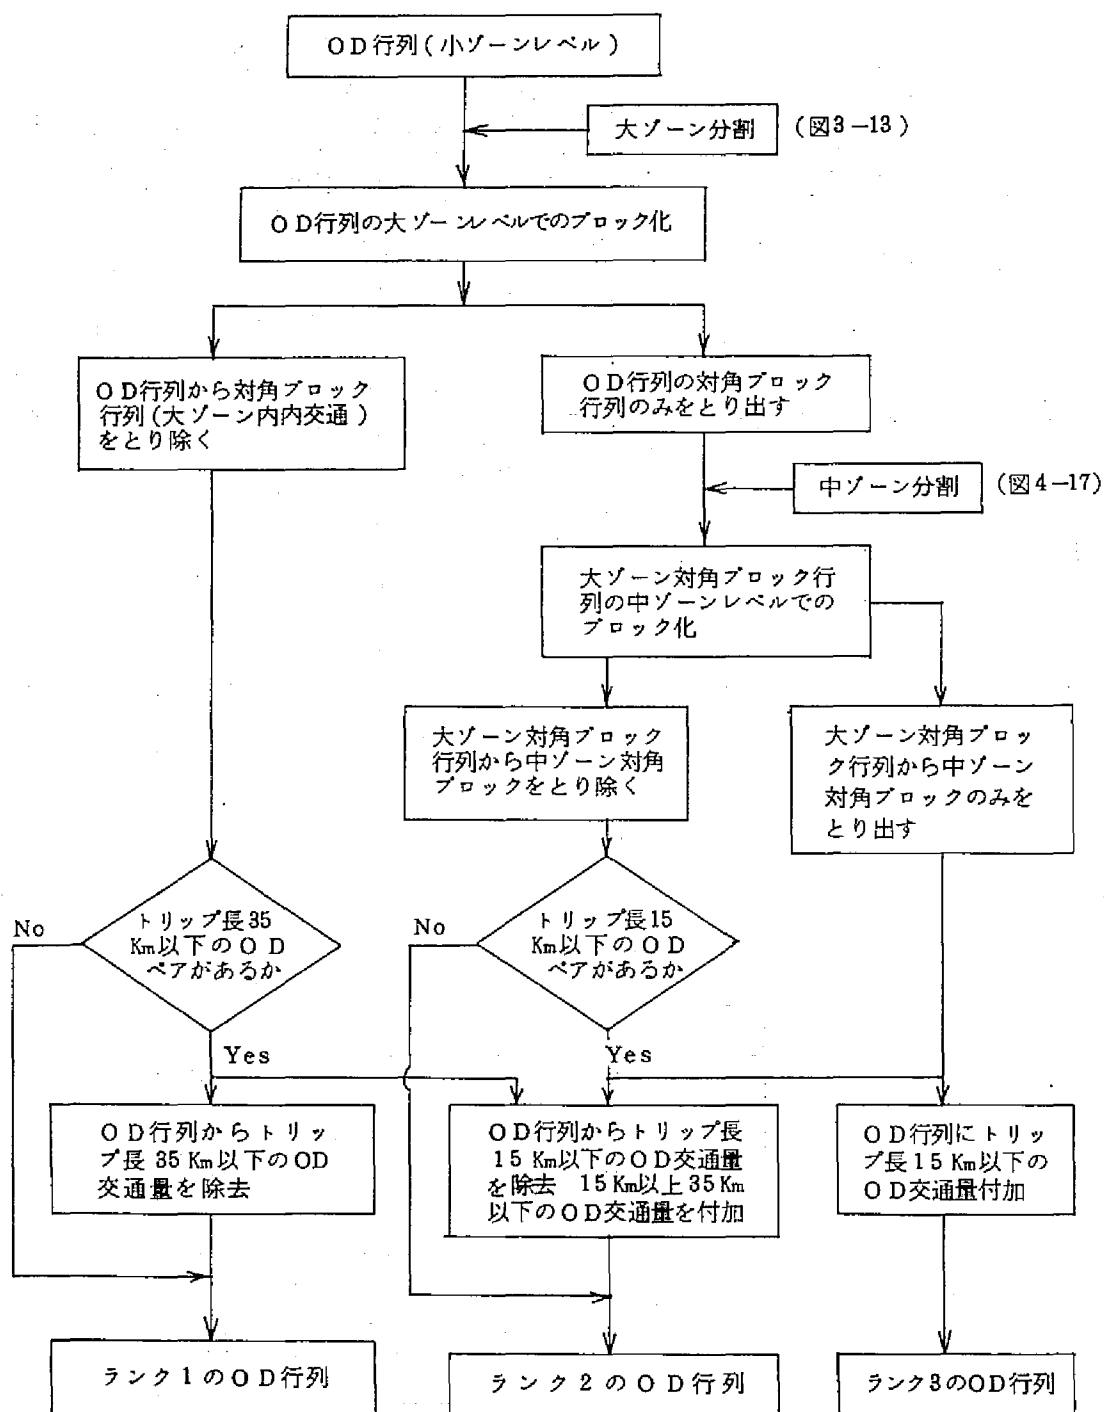 OD行列(小ゾーンレベル)
大ゾーン分割 (図3-13)
OD行列の大ゾーンレベルでのブロック化
OD行列から対角ブロック
行列(大ゾーン内内交通)
をとり除く
OD行列の対角ブロック
行列のみをとり出す
中ゾーン分割 (図4-17)
大ゾーン対角ブロック行
列の中ゾーンレベルでの
ブロック化
大ゾーン対角ブロック
行列から中ゾーン対角
ブロックをとり除く
大ゾーン対角ブロッ
ク行列から中ゾーン
対角ブロックのみを
とり出す
No
トリップ長35
Km以下のOD
ペアがあるか
Yes
No
トリップ長15
Km以下のOD
ペアがあるか
Yes
OD行列からトリッ
プ長35Km以下のOD
交通量を除去
OD行列からトリップ長
15Km以下のOD交通量
を除去 15Km以上35Km
以下のOD交通量を付加
OD行列にトリッ
プ長15Km以下の
OD交通量付加
ランク1のOD行列
ランク2のOD行列
ランク3のOD行列